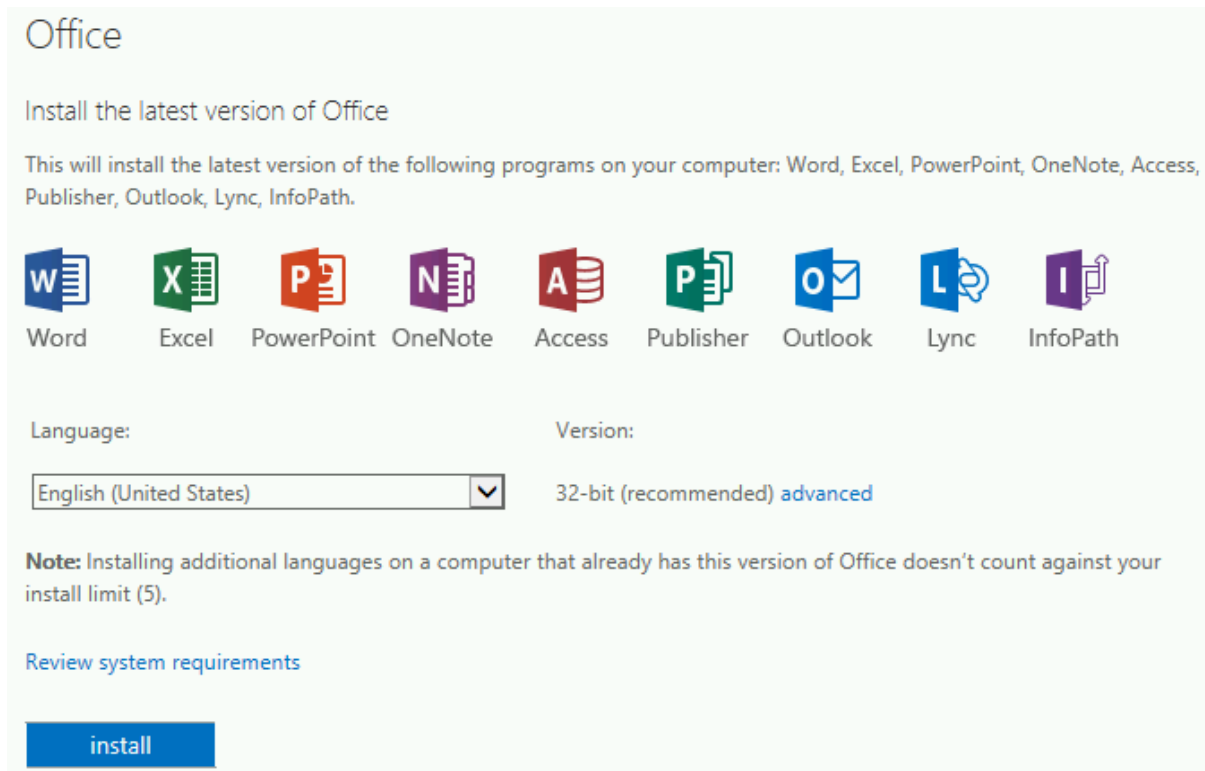 Office
Install the latest version of Office
This will install the latest version of the following programs on your computer: Word, Excel, PowerPoint, OneNote, Access,
Publisher, Outlook, Lync, InfoPath.
W X P N A P O L I
Word Excel PowerPoint OneNote Access Publisher Outlook Lync InfoPath
Language: Version:
English (United States) 32-bit (recommended) advanced
Note: Installing additional languages on a computer that already has this version of Office doesn't count against your
install limit (5).
Review system requirements
install